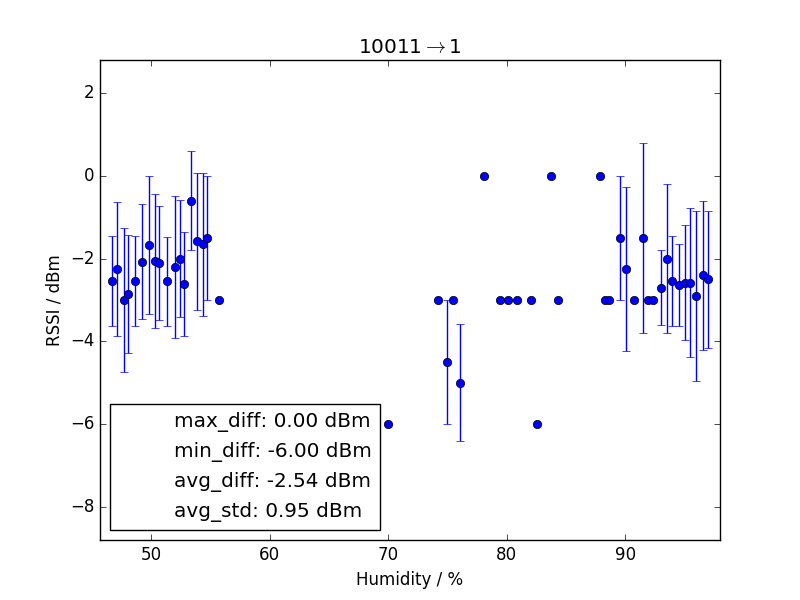 10011→1
2
0
−2
−4
−6
−8
RSSI / dBm
max_diff: 0.00 dBm
min_diff: -6.00 dBm
avg_diff: -2.54 dBm
avg_std: 0.95 dBm
50 60 70 80 90
Humidity / %